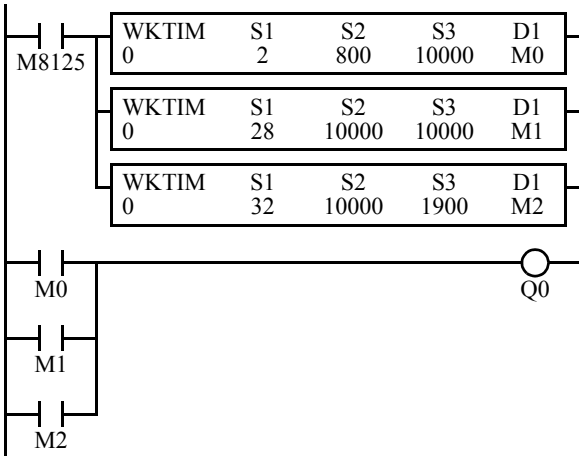 WKTIM S1 S2 S3 D1
0 2 800 10000 M0
M8125
WKTIM S1 S2 S3 D1
0 28 10000 10000 M1
WKTIM S1 S2 S3 D1
0 32 10000 1900 M2
M0
Q0
M1
M2